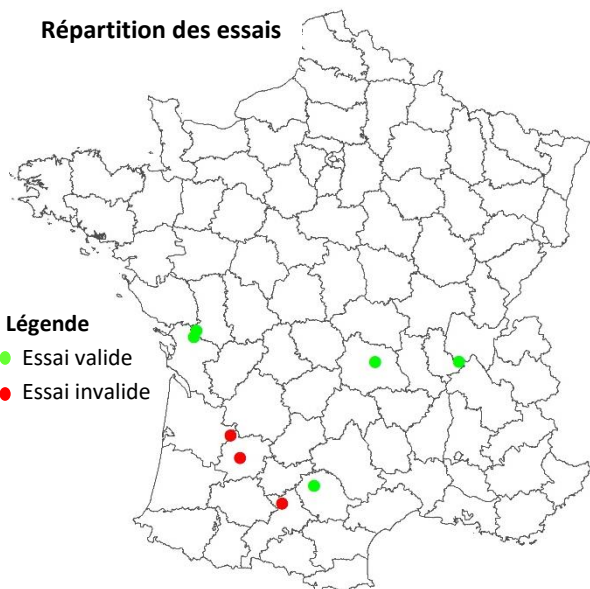 Répartition des essais
Légende
Essai valide
Essai invalide